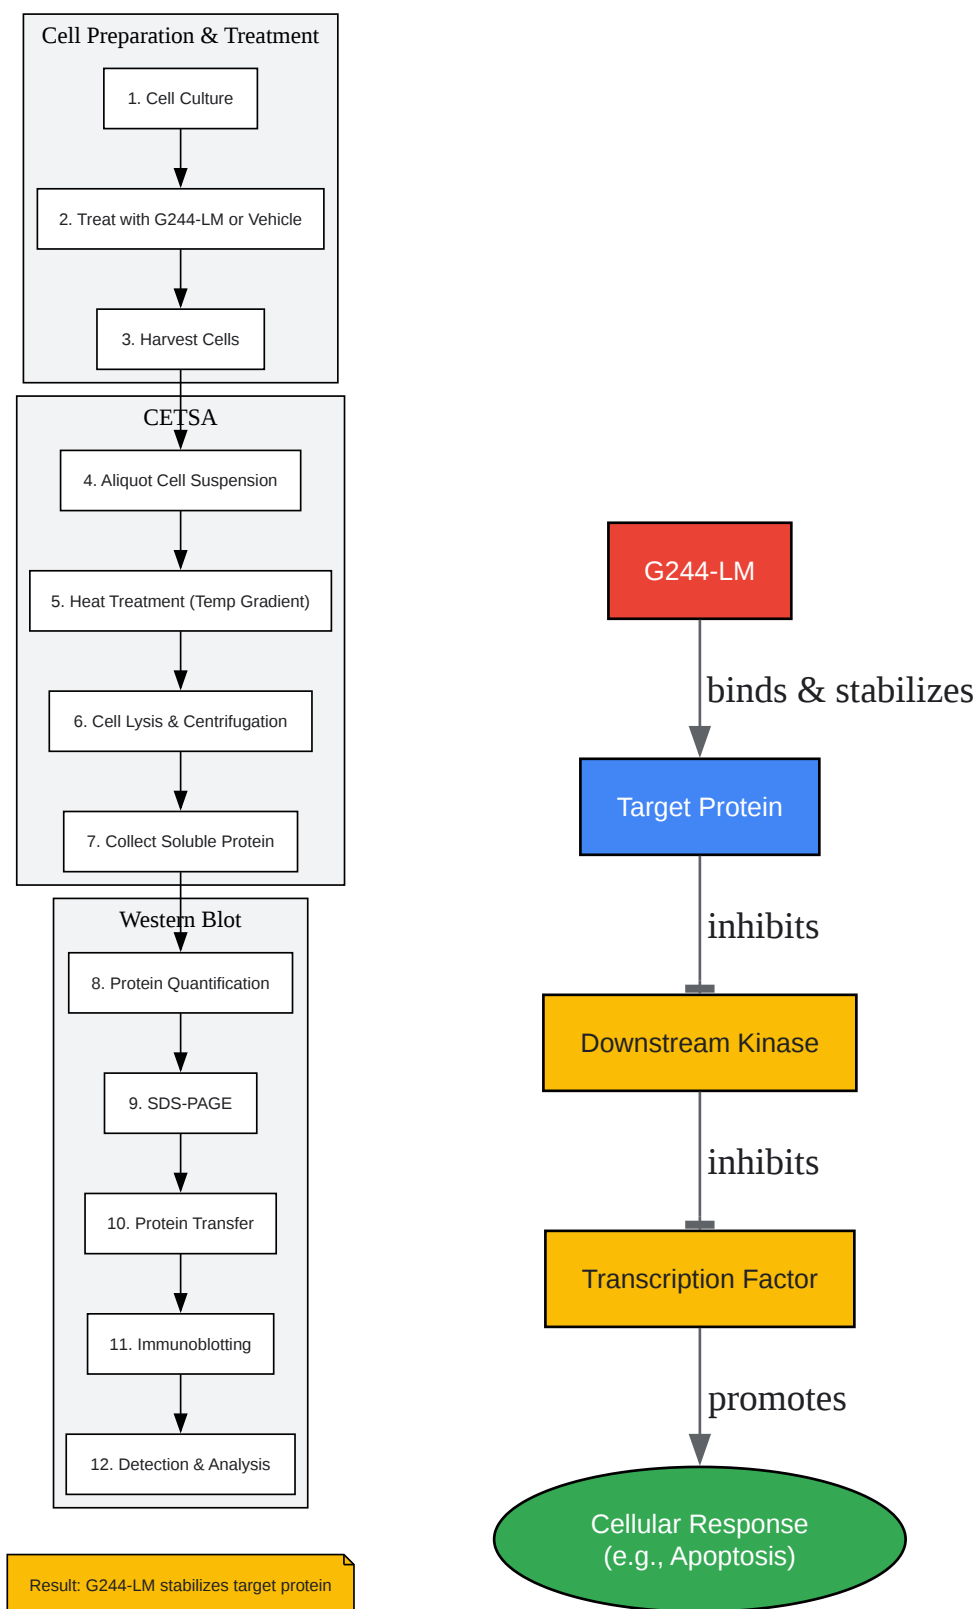 Cell Preparation & Treatment
1. Cell Culture
2. Treat with G244-LM or Vehicle
3. Harvest Cells
CETSA
4. Aliquot Cell Suspension
5. Heat Treatment (Temp Gradient)
6. Cell Lysis & Centrifugation
7. Collect Soluble Protein
Western Blot
8. Protein Quantification
9. SDS-PAGE
10. Protein Transfer
11. Immunoblotting
12. Detection & Analysis
Result: G244-LM stabilizes target protein
G244-LM
binds & stabilizes
Target Protein
inhibits
Downstream Kinase
inhibits
Transcription Factor
promotes
Cellular Response
(e.g., Apoptosis)